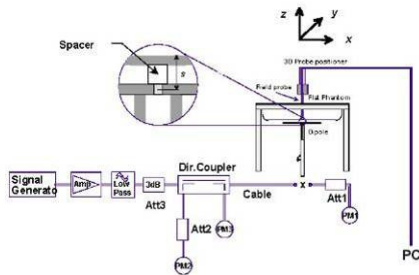 z
y
x
Spacer
s
3D Probe positioner
Field probe
Flat Phantom
Dipole
Dir.Coupler
Signal
Generato
Amp
Low
Pass
3dB
Att3
Cable
x
Att1
PM1
Att2
PM3
PM2
PC